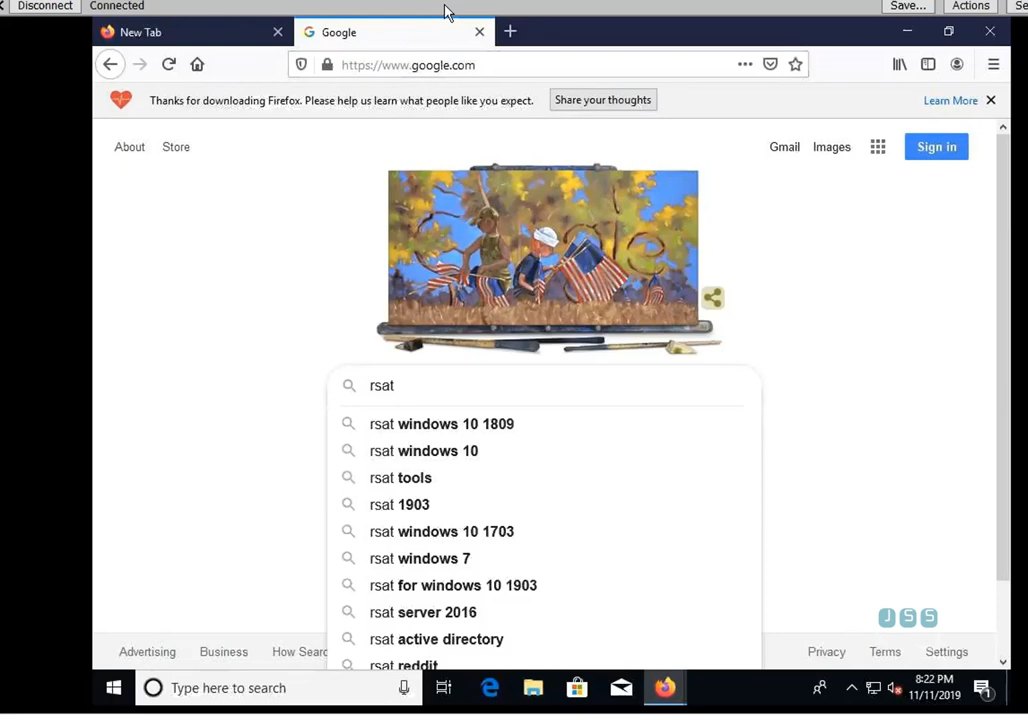 Disconnect Connected Save... Actions Se
New Tab Google
https://www.google.com
Thanks for downloading Firefox. Please help us learn what people like you expect. Share your thoughts Learn More
About Store Gmail Images Sign in
rsat
rsat windows 10 1809
rsat windows 10
rsat tools
rsat 1903
rsat windows 10 1703
rsat windows 7
rsat for windows 10 1903
rsat server 2016
JSS
rsat active directory
Advertising Business How Searc Privacy Terms Settings
rsat reddit
Type here to search 8:22 PM
11/11/2019 1